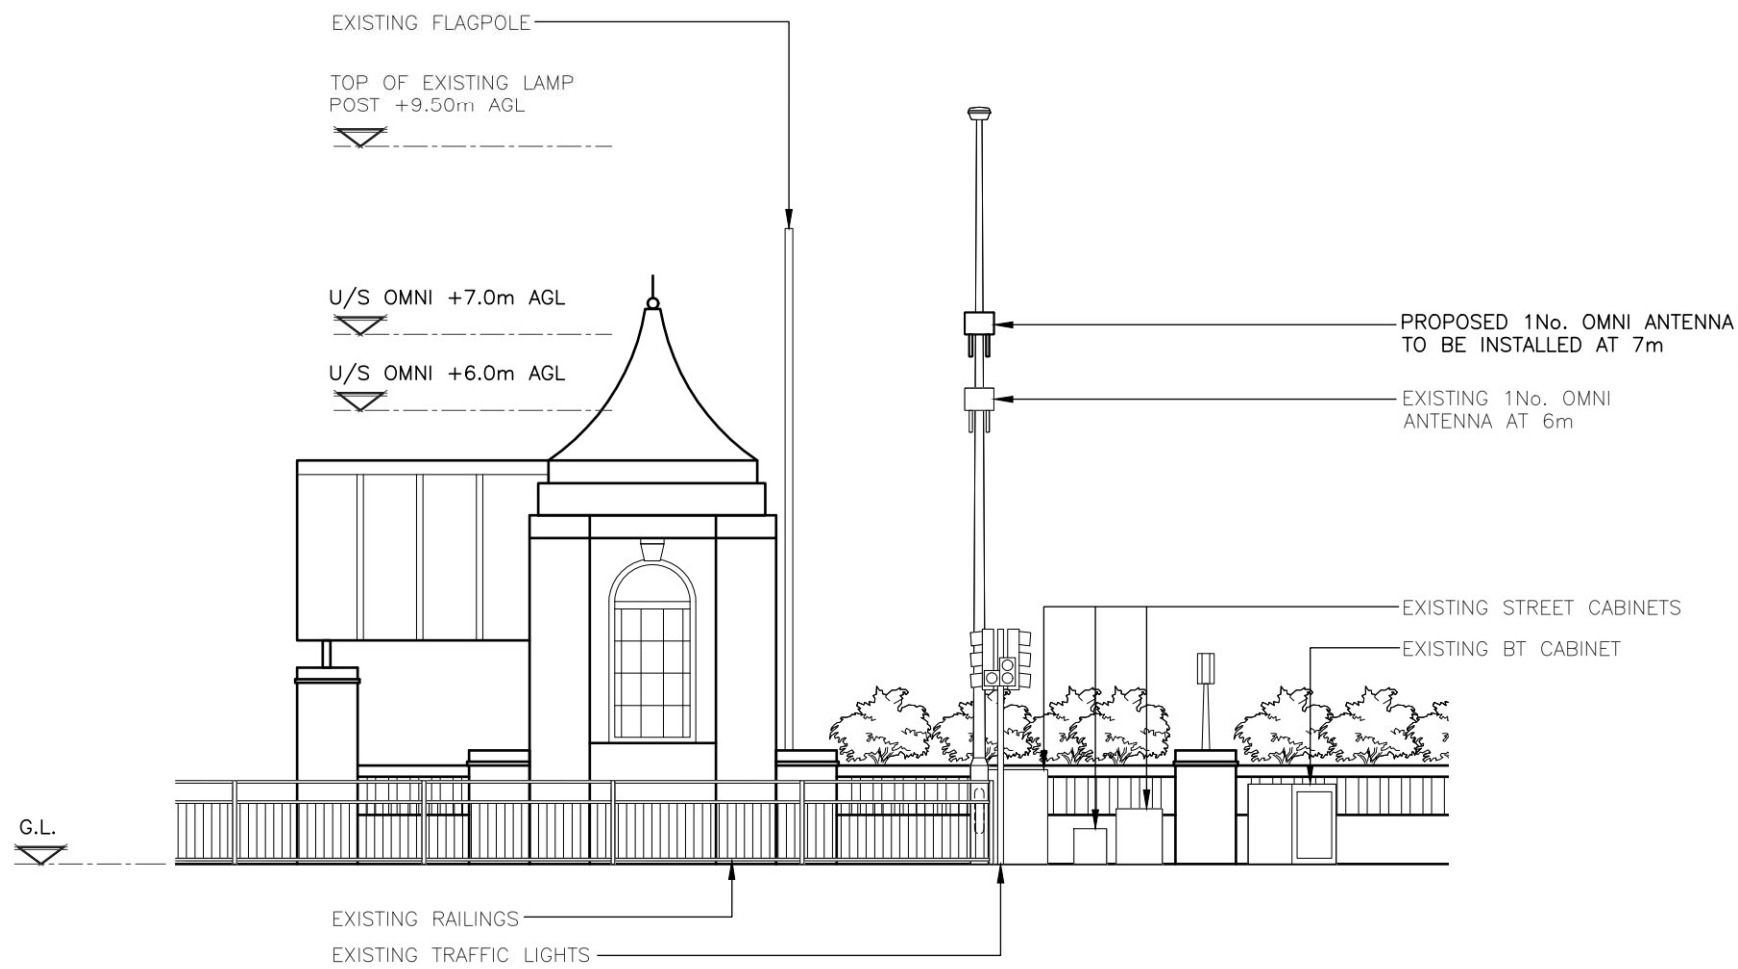 EXISTING FLAGPOLE
TOP OF EXISTING LAMP
POST +9.50m AGL
U/S OMNI +7.0m AGL
U/S OMNI +6.0m AGL
PROPOSED 1No. OMNI ANTENNA
TO BE INSTALLED AT 7m
EXISTING 1No. OMNI
ANTENNA AT 6m
EXISTING STREET CABINETS
EXISTING BT CABINET
G.L.
EXISTING RAILINGS
EXISTING TRAFFIC LIGHTS